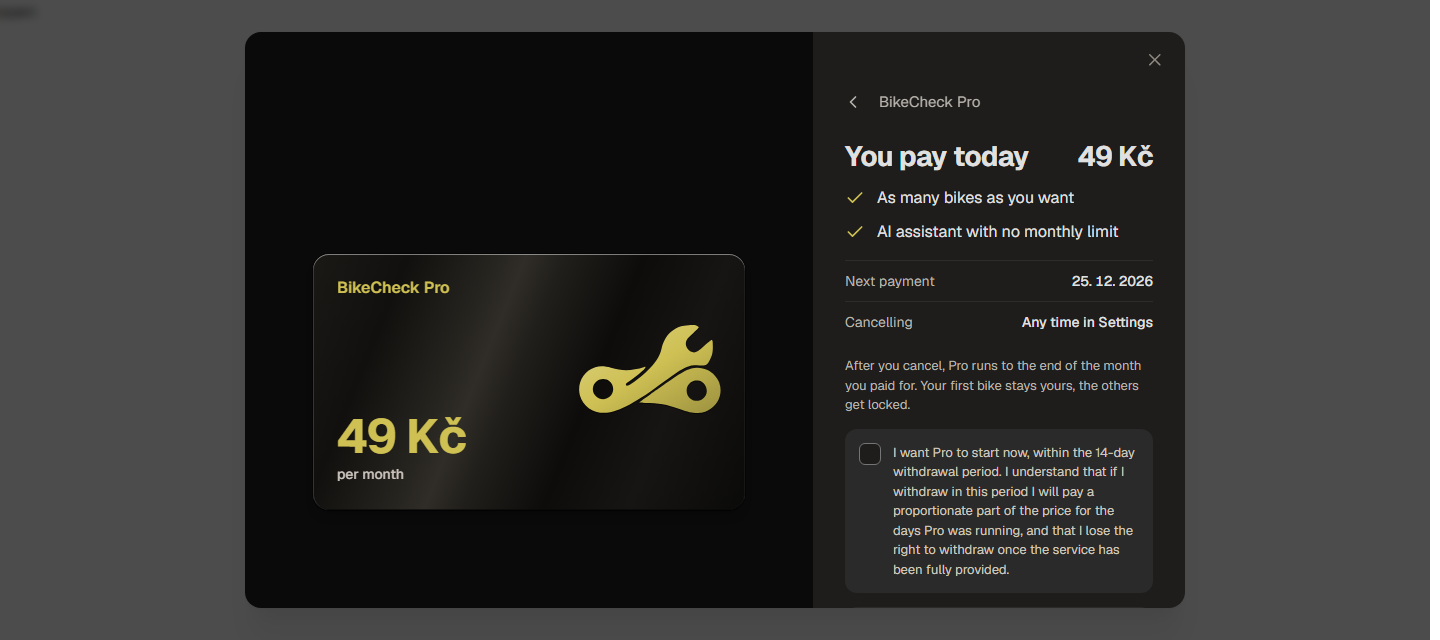 BikeCheck Pro
49 Kč
per month
BikeCheck Pro
You pay today 49 Kč
As many bikes as you want
AI assistant with no monthly limit
Next payment 25. 12. 2026
Cancelling Any time in Settings
After you cancel, Pro runs to the end of the month
you paid for. Your first bike stays yours, the others
get locked.
I want Pro to start now, within the 14-day
withdrawal period. I understand that if I
withdraw in this period I will pay a
proportionate part of the price for the
days Pro was running, and that I lose the
right to withdraw once the service has
been fully provided.